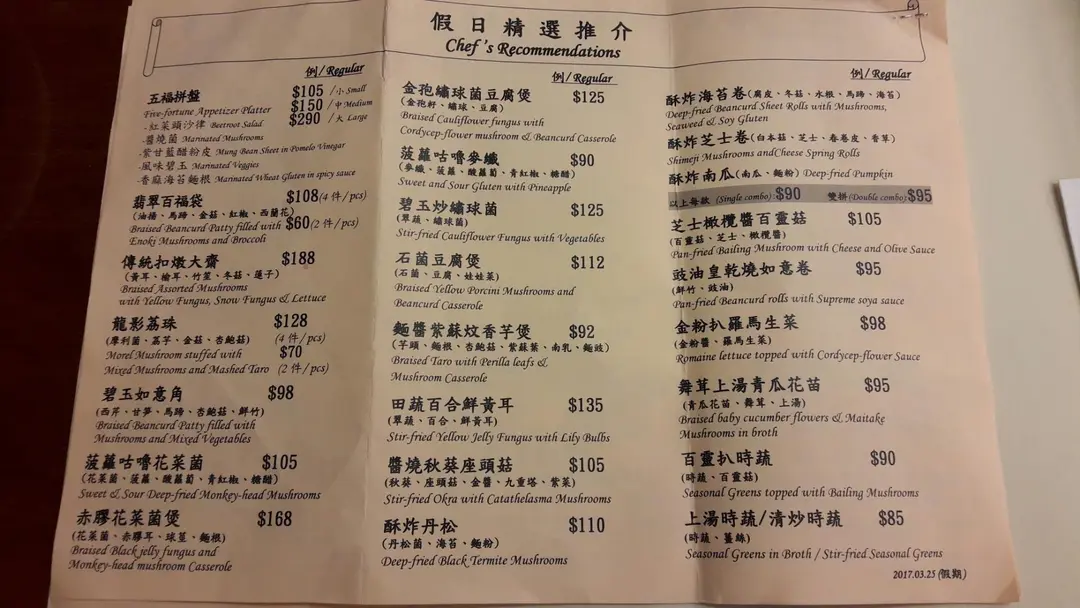 假日精選推介
Chef's Recommendations
例/Regular
五福拼盤 $105 /小 Small
Five-fortune Appetizer Platter $150 /中 Medium
-紅菜頭沙律 Beetroot Salad $290 /大 Large
-醬燒菌 Marinated Mushrooms
-紫甘藍醋粉皮 Mung Bean Sheet in Pomelo Vinegar
-風味碧玉 Marinated Veggies
-香麻海苔麵根 Marinated Wheat Gluten in spicy sauce
翡翠百福袋 $108(4件/pcs)
(油揚、馬蹄、金菇、紅椒、西蘭花)
Braised Beancurd Patty filled with $60(2件/pcs)
Enoki Mushrooms and Broccoli
傳統扣燉大齋 $188
(黃耳、榆耳、竹笙、冬菇、蓮子)
Braised Assorted Mushrooms
with Yellow Fungus, Snow Fungus & Lettuce
龍影荔珠 $128
(摩利菌、荔芋、金菇、杏鮑菇) (4件/pcs)
Morel Mushroom stuffed with $70
Mixed Mushrooms and Mashed Taro (2件/pcs)
碧玉如意角 $98
(西芹、甘筍、馬蹄、杏鮑菇、鮮竹)
Braised Beancurd Patty filled with
Mushrooms and Mixed Vegetables
菠蘿咕嚕花菜菌 $105
(花菜菌、菠蘿、酸蘿蔔、青紅椒、糖醋)
Sweet & Sour Deep-fried Monkey-head Mushrooms
赤膠花菜菌煲 $168
(花菜菌、赤膠耳、球莖、麵根)
Braised Black jelly fungus and
Monkey-head mushroom Casserole
例/Regular
金孢繡球菌豆腐煲 $125
(金孢軒、繡球、豆腐)
Braised Cauliflower fungus with
Cordycep-flower mushroom & Beancurd Casserole
菠蘿咕嚕麥纖 $90
(麥纖、菠蘿、酸蘿蔔、青紅椒、糖醋)
Sweet and Sour Gluten with Pineapple
碧玉炒繡球菌 $125
(翠蔬、繡球菌)
Stir-fried Cauliflower Fungus with Vegetables
石菌豆腐煲 $112
(石菌、豆腐、娃娃菜)
Braised Yellow Porcini Mushrooms and
Beancurd Casserole
麵醬紫蘇炆香芋煲 $92
(芋頭、麵根、杏鮑菇、紫蘇葉、南乳、麵豉)
Braised Taro with Perilla leafs &
Mushroom Casserole
田蔬百合鮮黃耳 $135
(翠蔬、百合、鮮黃耳)
Stir-fried Yellow Jelly Fungus with Lily Bulbs
醬燒秋葵座頭菇 $105
(秋葵、座頭菇、金醬、九重塔、紫菜)
Stir-fried Okra with Catathelasma Mushrooms
酥炸丹松 $110
(丹松菌、海苔、麵粉)
Deep-fried Black Termite Mushrooms
例/Regular
酥炸海苔卷(腐皮、冬菇、水根、馬蹄、海苔)
Deep-fried Beancurd Sheet Rolls with Mushrooms,
Seaweed & Soy Gluten
酥炸芝士卷(白本菇、芝士、春卷皮、香草)
Shimeji Mushrooms andCheese Spring Rolls
酥炸南瓜(南瓜、麵粉) Deep-fried Pumpkin
以上每款 (Single combo):$90 雙拼(Double combo):$95
芝士橄欖醬百靈菇 $105
(百靈菇、芝士、橄欖醬)
Pan-fried Bailing Mushroom with Cheese and Olive Sauce
豉油皇乾燒如意卷 $95
(鮮竹、豉油)
Pan-fried Beancurd rolls with Supreme soya sauce
金粉扒羅馬生菜 $98
(金粉醬、羅馬生菜)
Romaine lettuce topped with Cordycep-flower Sauce
舞茸上湯青瓜花苗 $95
(青瓜花苗、舞茸、上湯)
Braised baby cucumber flowers & Maitake
Mushrooms in broth
百靈扒時蔬 $90
(時蔬、百靈菇)
Seasonal Greens topped with Bailing Mushrooms
上湯時蔬/清炒時蔬 $85
(時蔬、薑絲)
Seasonal Greens in Broth / Stir-fried Seasonal Greens
2017.03.25 (假期)